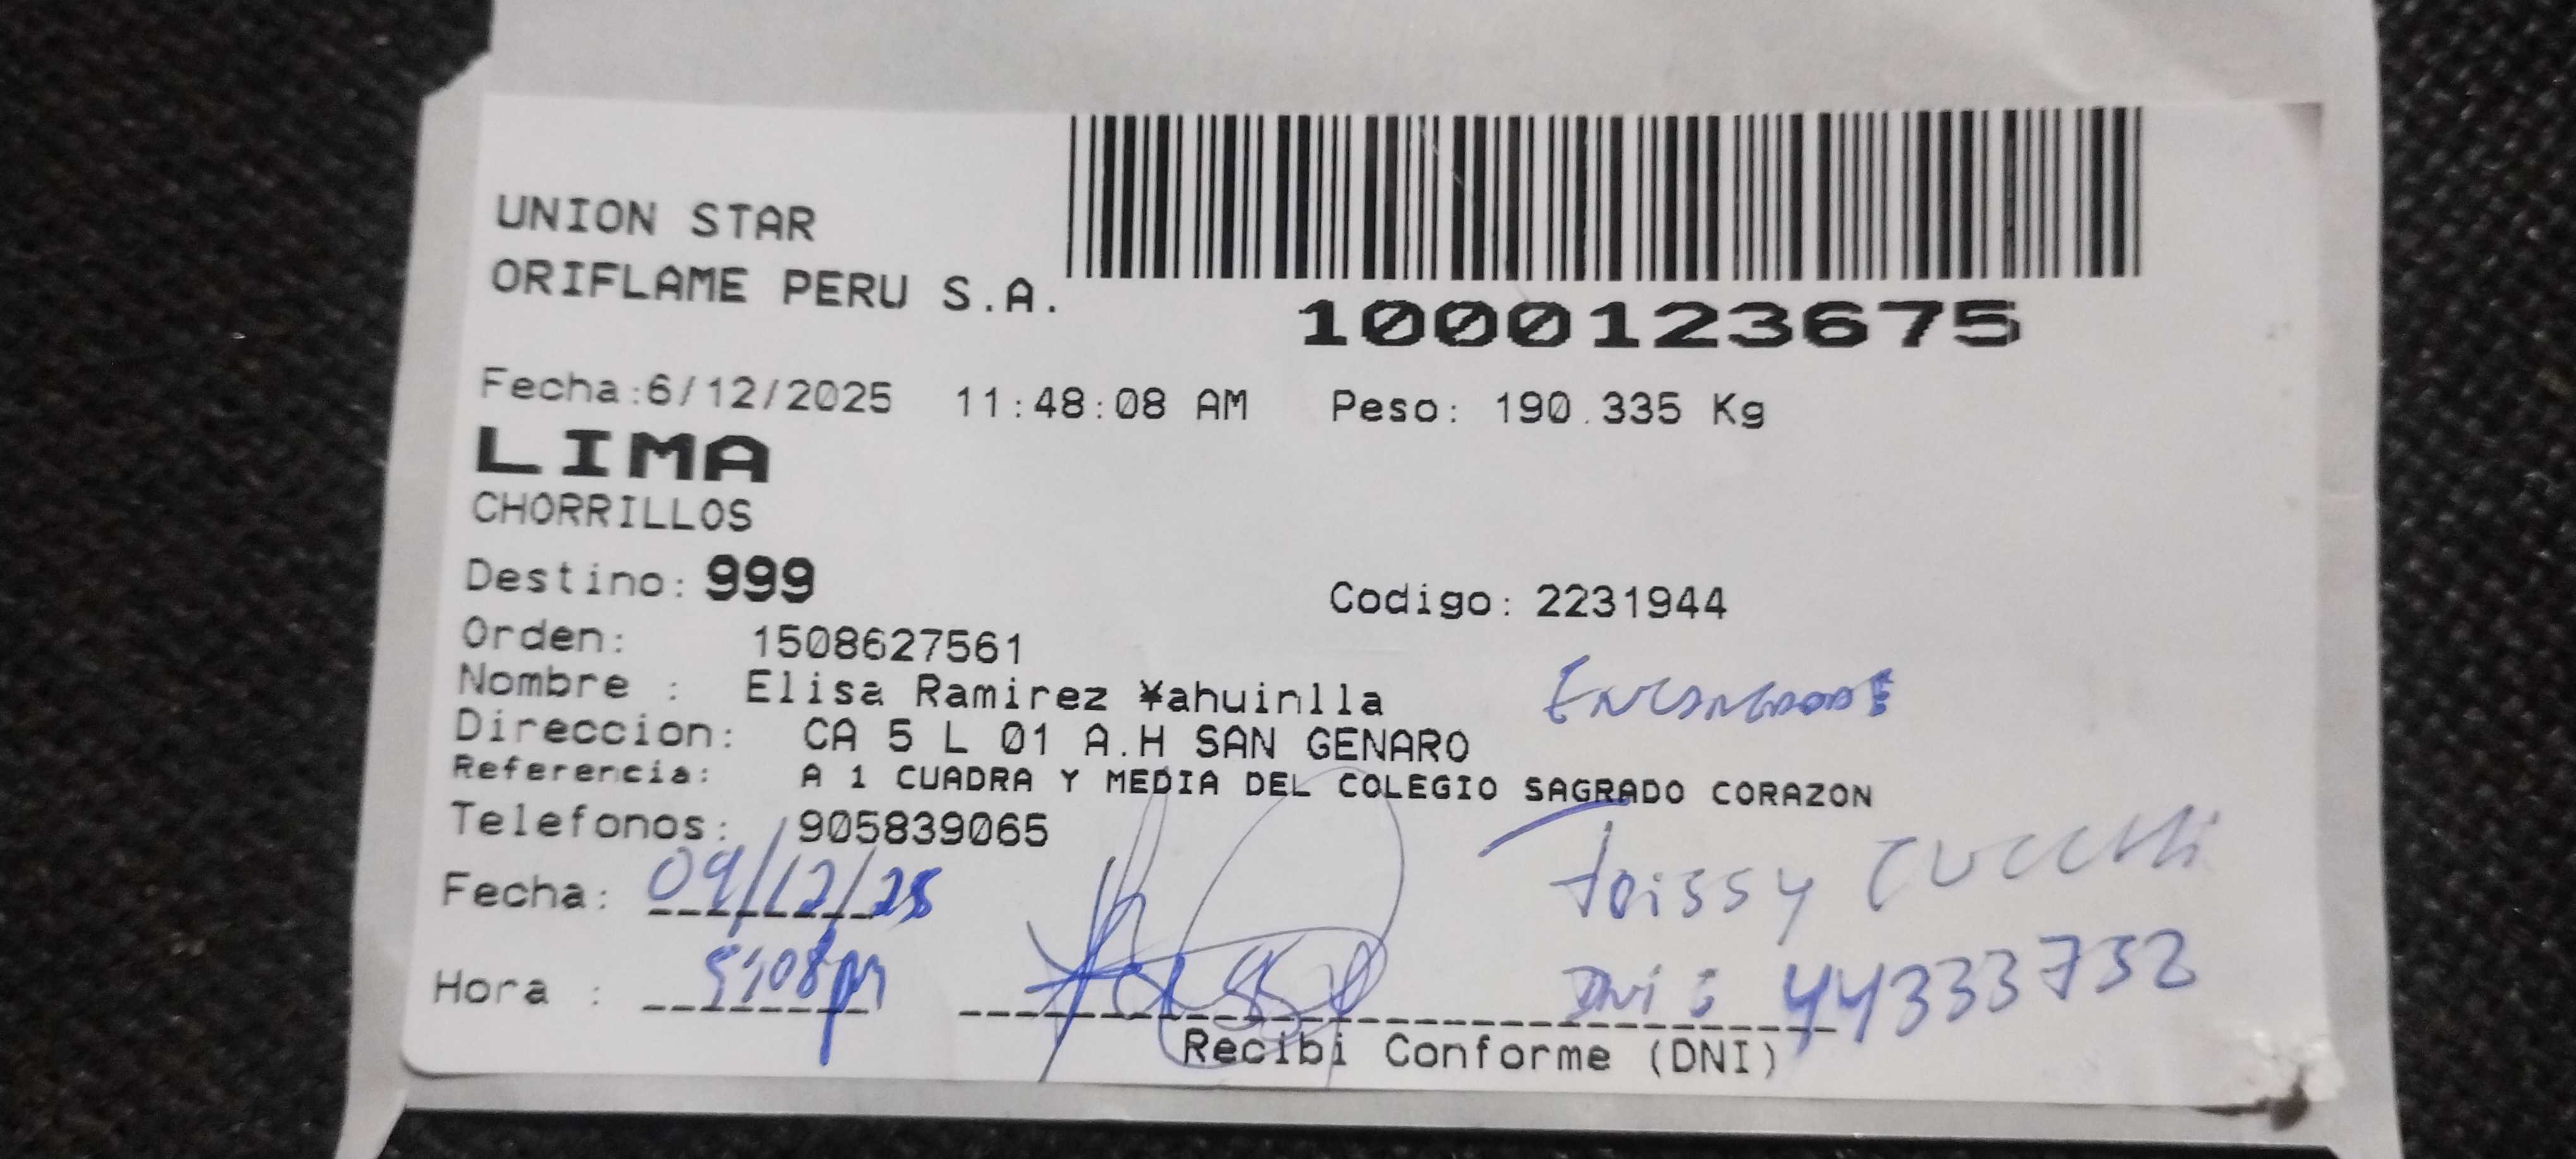 UNION STAR
ORIFLAME PERU S.A.
1000123675
Fecha:6/12/2025 11:48:08 AM Peso: 190.335 Kg
LIMA
CHORRILLOS
Destino: 999 Codigo: 2231944
Orden: 1508627561
Nombre : Elisa Ramirez ¥ahuinlla
Direccion: CA 5 L 01 A.H SAN GENARO
Referencia: A 1 CUADRA Y MEDIA DEL COLEGIO SAGRADO CORAZON
Telefonos: 905839065
Fecha: 09/12/25
Hora : 5:08pm DNI: 44333732
Recibi Conforme (DNI)